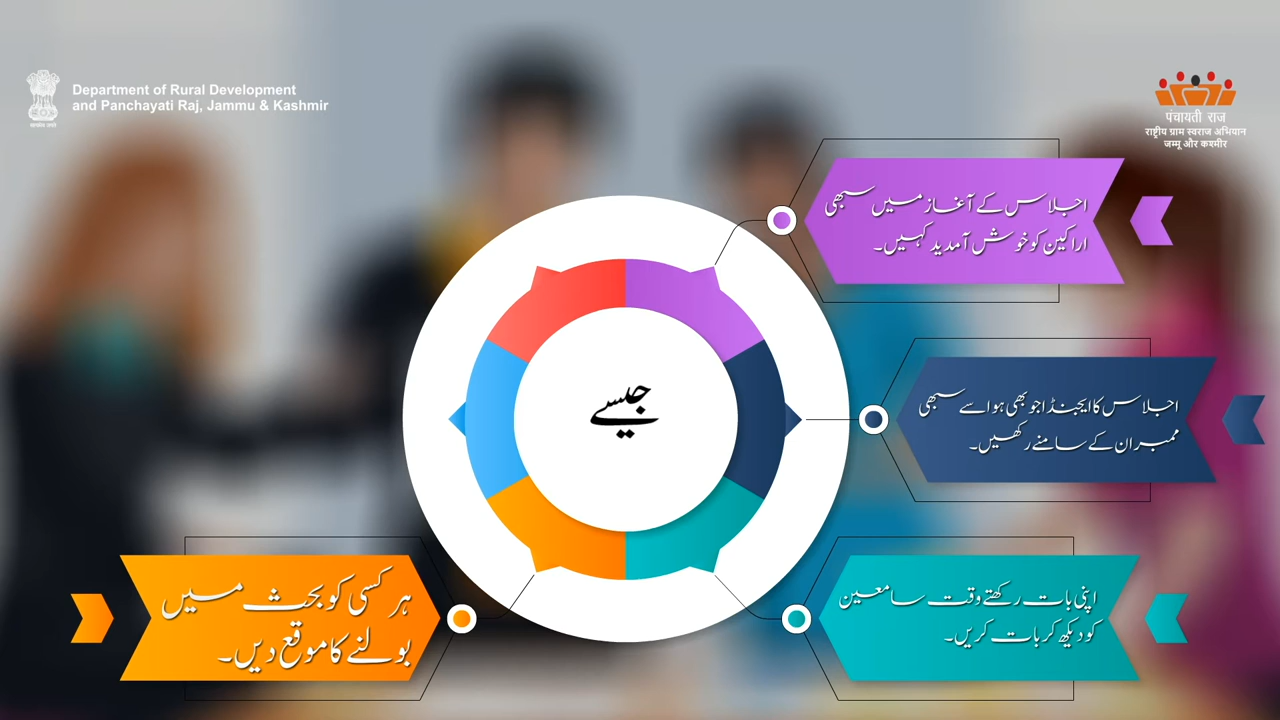 Department of Rural Development
and Panchayati Raj, Jammu & Kashmir
सत्यमेव जयते
पंचायती राज
राष्ट्रीय ग्राम स्वराज अभियान
जम्मू और कश्मीर
جیسے
اجلاس کے آغاز میں سبھی
اراکین کو خوش آمدید کہیں۔
اجلاس کا ایجنڈا جو بھی ہو اسے سبھی
ممبران کے سامنے رکھیں۔
اپنی بات رکھتے وقت سامعین
کو دیکھ کر بات کریں۔
ہر کسی کو بحث میں
بولنے کا موقع دیں۔